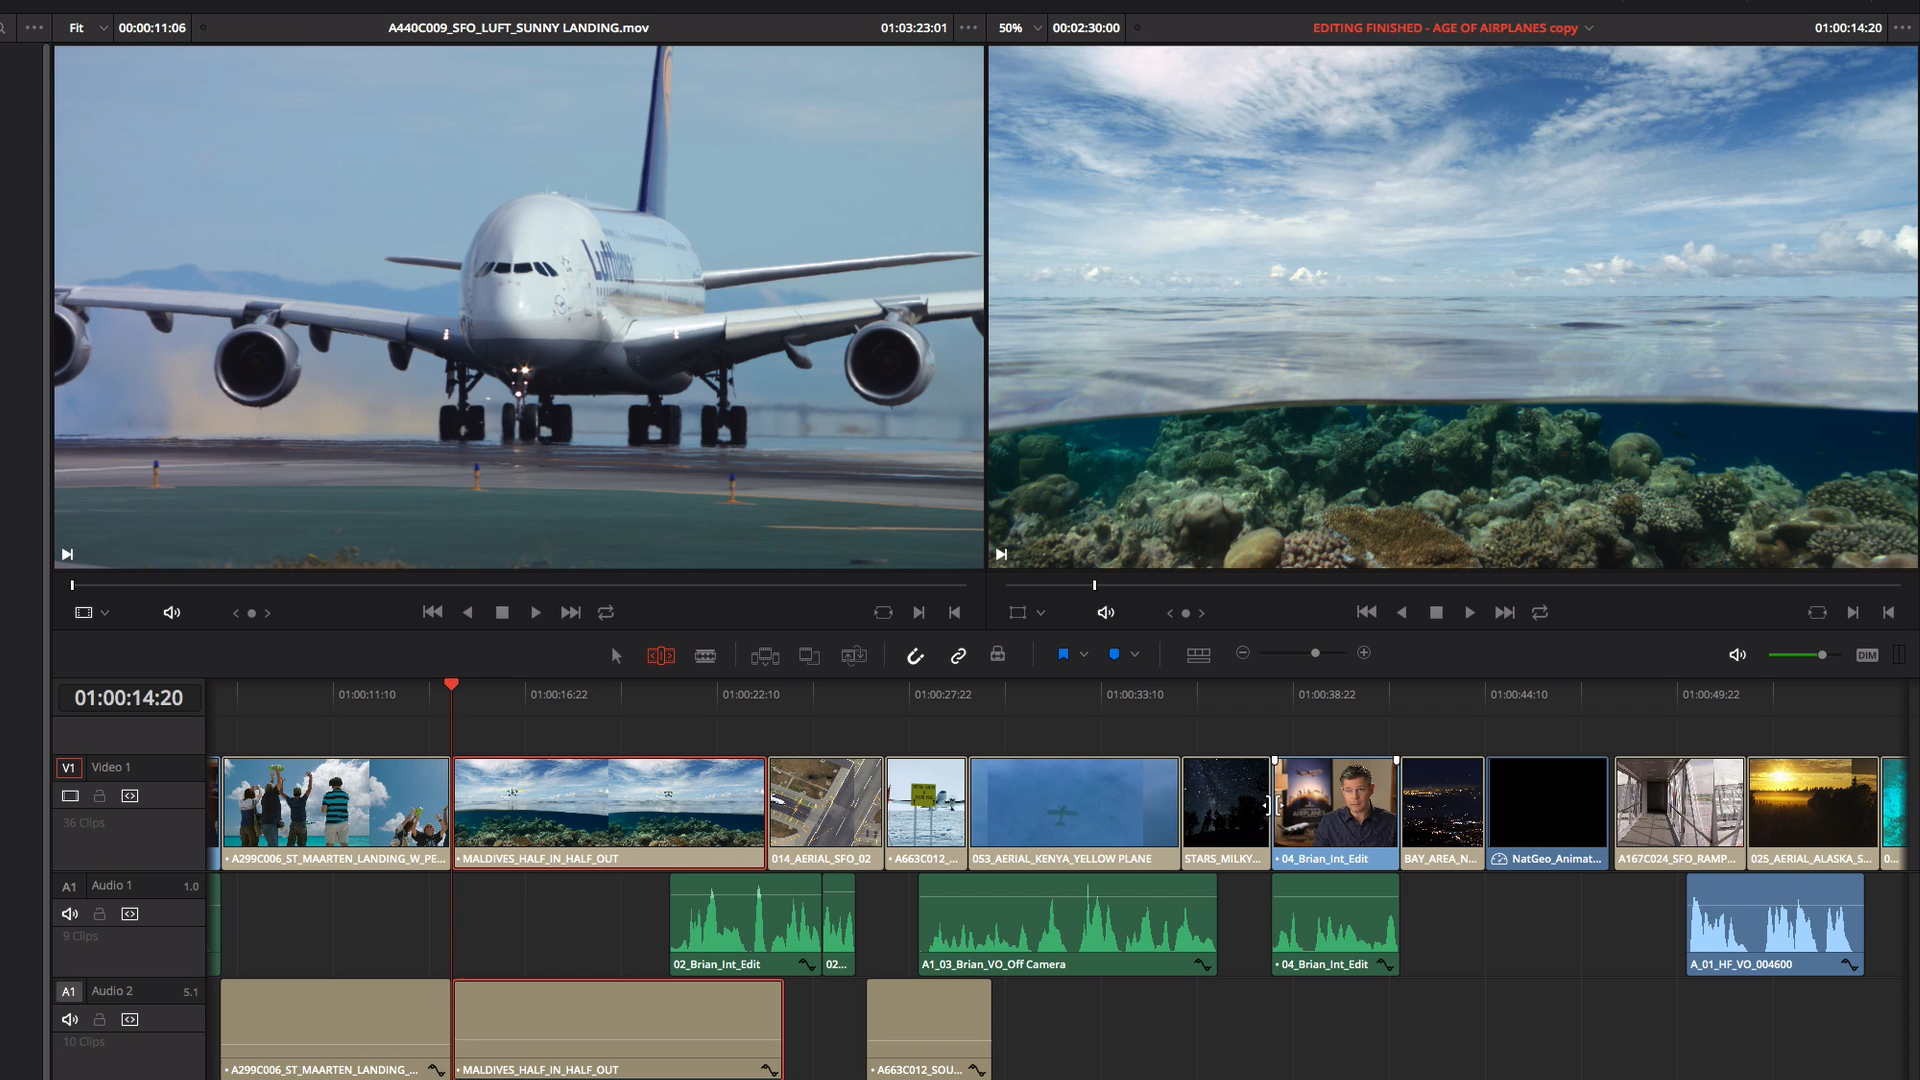 Fit 00:00:11:06 A440C009_SFO_LUFT_SUNNY LANDING.mov 01:03:23:01 50% 00:02:30:00 EDITING FINISHED - AGE OF AIRPLANES copy 01:00:14:20
Lufthansa
DIM
01:00:14:20 01:00:11:10 01:00:16:22 01:00:22:10 01:00:27:22 01:00:33:10 01:00:38:22 01:00:44:10 01:00:49:22
V1 Video 1
36 Clips
AIRPLANES
• A299C006_ST_MAARTEN_LANDING_W_PE... • MALDIVES_HALF_IN_HALF_OUT 014_AERIAL_SFO_02 • A663C012_... 053_AERIAL_KENYA_YELLOW PLANE STARS_MILKY... • 04_Brian_Int_Edit BAY_AREA_N... NatGeo_Animat... A167C024_SFO_RAMP... 025_AERIAL_ALASKA_S... 0...
A1 Audio 1 1.0
9 Clips
02_Brian_Int_Edit 02... A1_03_Brian_VO_Off Camera • 04_Brian_Int_Edit A_01_HF_VO_004600
A1 Audio 2 5.1
10 Clips
• A299C006_ST_MAARTEN_LANDING_... • MALDIVES_HALF_IN_HALF_OUT • A663C012_SOU...